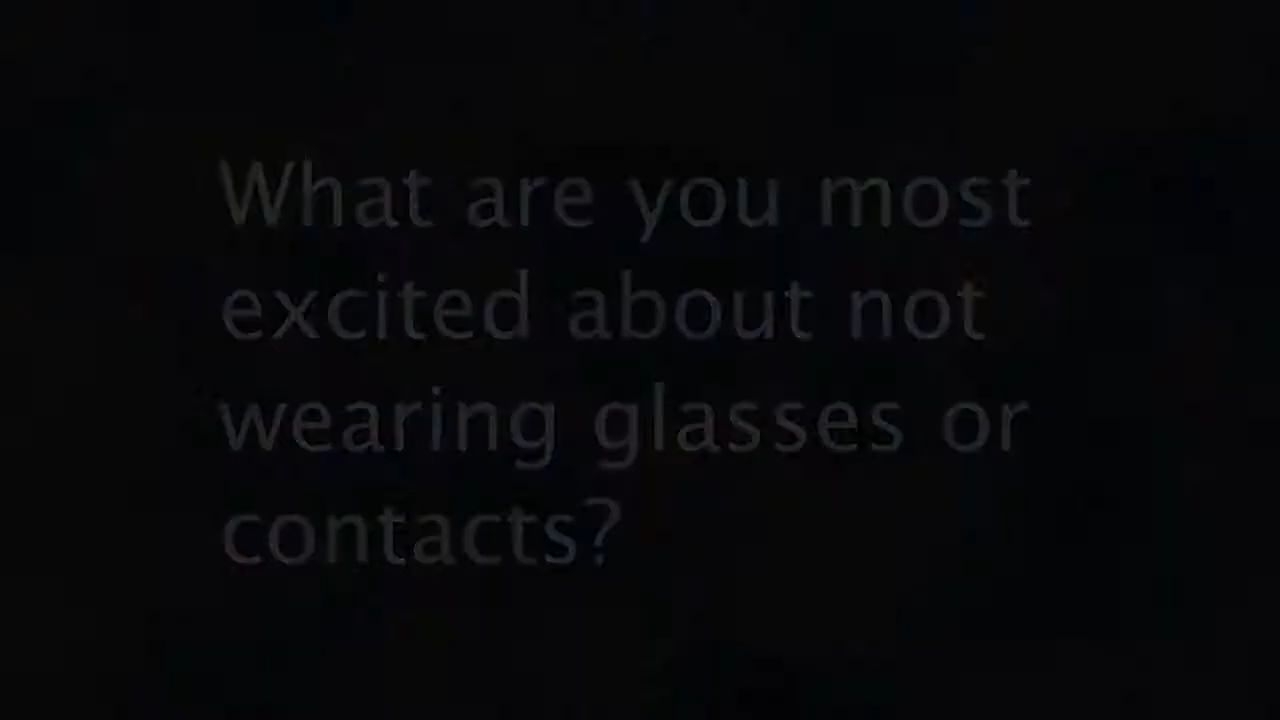 What are you most
excited about not
wearing glasses or
contacts?